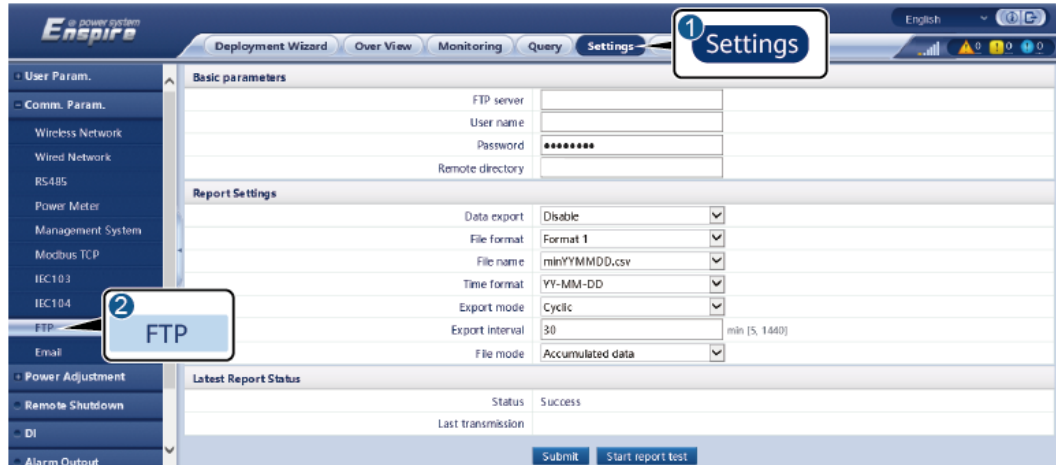 e power system
Enspire
English
Deployment Wizard Over View Monitoring Query Settings
1 Settings
0 0 0
User Param.
Comm. Param.
Wireless Network
Wired Network
RS485
Power Meter
Management System
Modbus TCP
IEC103
IEC104
FTP
2 FTP
Email
Power Adjustment
Remote Shutdown
DI
Alarm Output
Basic parameters
FTP server
User name
Password ●●●●●●●●
Remote directory
Report Settings
Data export Disable
File format Format 1
File name minYYMMDD.csv
Time format YY-MM-DD
Export mode Cyclic
Export interval 30 min [5, 1440]
File mode Accumulated data
Latest Report Status
Status Success
Last transmission
Submit Start report test